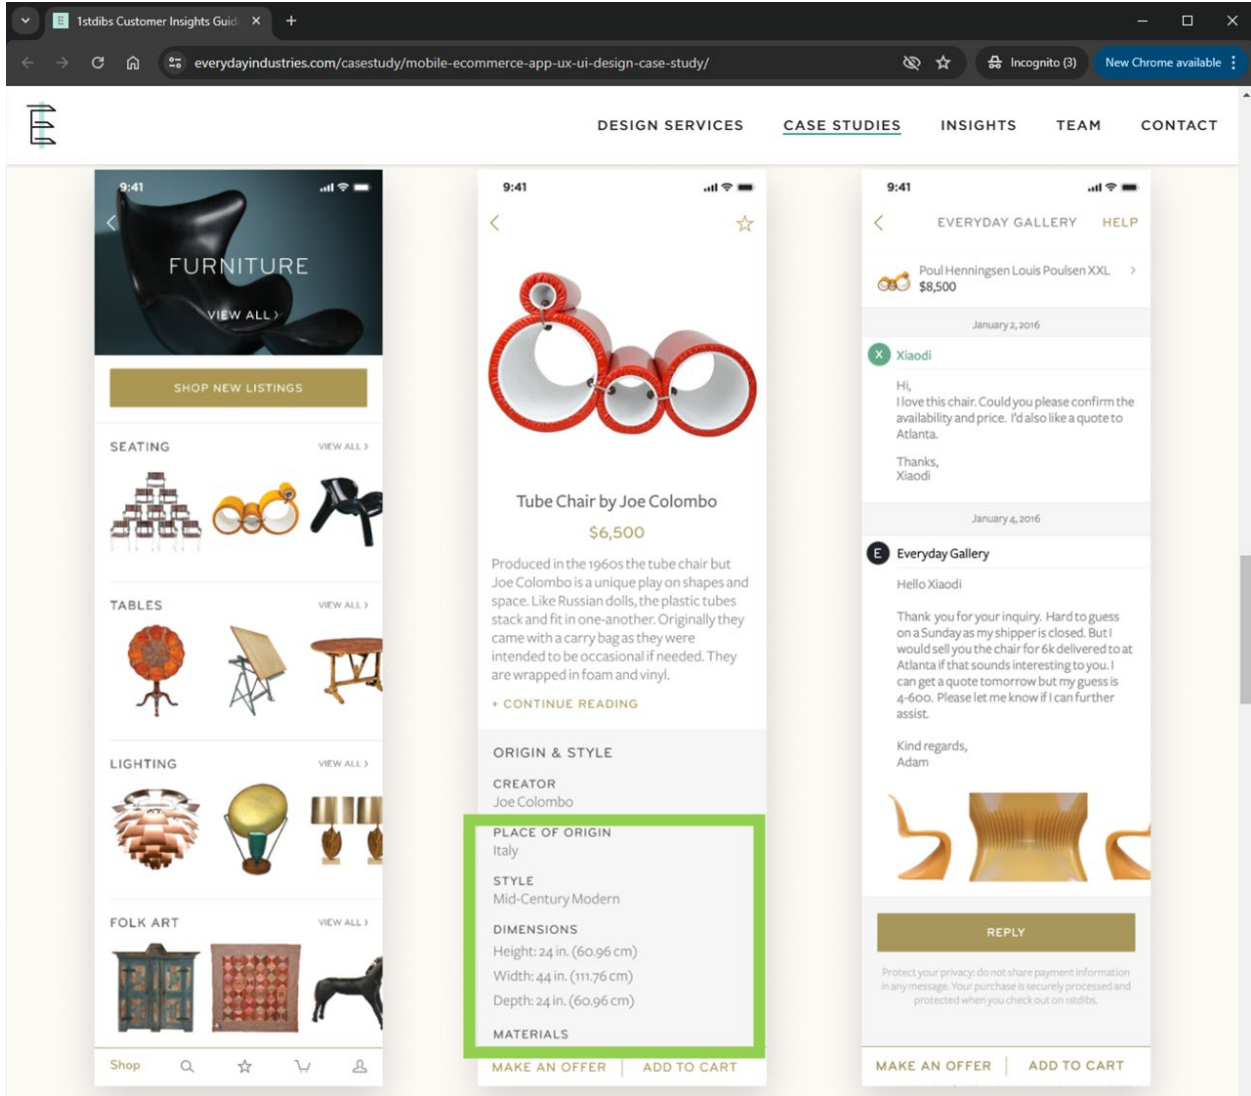 1stdibs Customer Insights Guid
everydayindustries.com/casestudy/mobile-ecommerce-app-ux-ui-design-case-study/
Incognito (3)
New Chrome available
DESIGN SERVICES
CASE STUDIES
INSIGHTS
TEAM
CONTACT
9:41
FURNITURE
VIEW ALL >
SHOP NEW LISTINGS
SEATING
VIEW ALL >
TABLES
VIEW ALL >
LIGHTING
VIEW ALL >
FOLK ART
VIEW ALL >
Shop
9:41
Tube Chair by Joe Colombo
$6,500
Produced in the 1960s the tube chair but
Joe Colombo is a unique play on shapes and
space. Like Russian dolls, the plastic tubes
stack and fit in one-another. Originally they
came with a carry bag as they were
intended to be occasional if needed. They
are wrapped in foam and vinyl.
+ CONTINUE READING
ORIGIN & STYLE
CREATOR
Joe Colombo
PLACE OF ORIGIN
Italy
STYLE
Mid-Century Modern
DIMENSIONS
Height: 24 in. (60.96 cm)
Width: 44 in. (111.76 cm)
Depth: 24 in. (60.96 cm)
MATERIALS
MAKE AN OFFER
ADD TO CART
9:41
EVERYDAY GALLERY
HELP
Poul Henningsen Louis Poulsen XXL
$8,500
January 2, 2016
X Xiaodi
Hi,
I love this chair. Could you please confirm the
availability and price. I'd also like a quote to
Atlanta.
Thanks,
Xiaodi
January 4, 2016
E Everyday Gallery
Hello Xiaodi
Thank you for your inquiry. Hard to guess
on a Sunday as my shipper is closed. But I
would sell you the chair for 6k delivered to at
Atlanta if that sounds interesting to you. I
can get a quote tomorrow but my guess is
4-600. Please let me know if I can further
assist.
Kind regards,
Adam
REPLY
Protect your privacy: do not share payment information
in any message. Your purchase is securely processed and
protected when you check out on 1stdibs.
MAKE AN OFFER
ADD TO CART